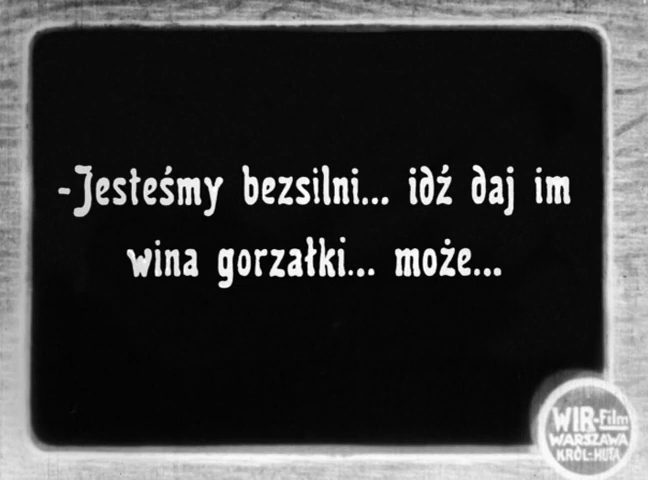 -Jesteśmy bezsilni... idź daj im
wina gorzałki... może...
WIR-Film
WARSZAWA
KRÓL-HUTA